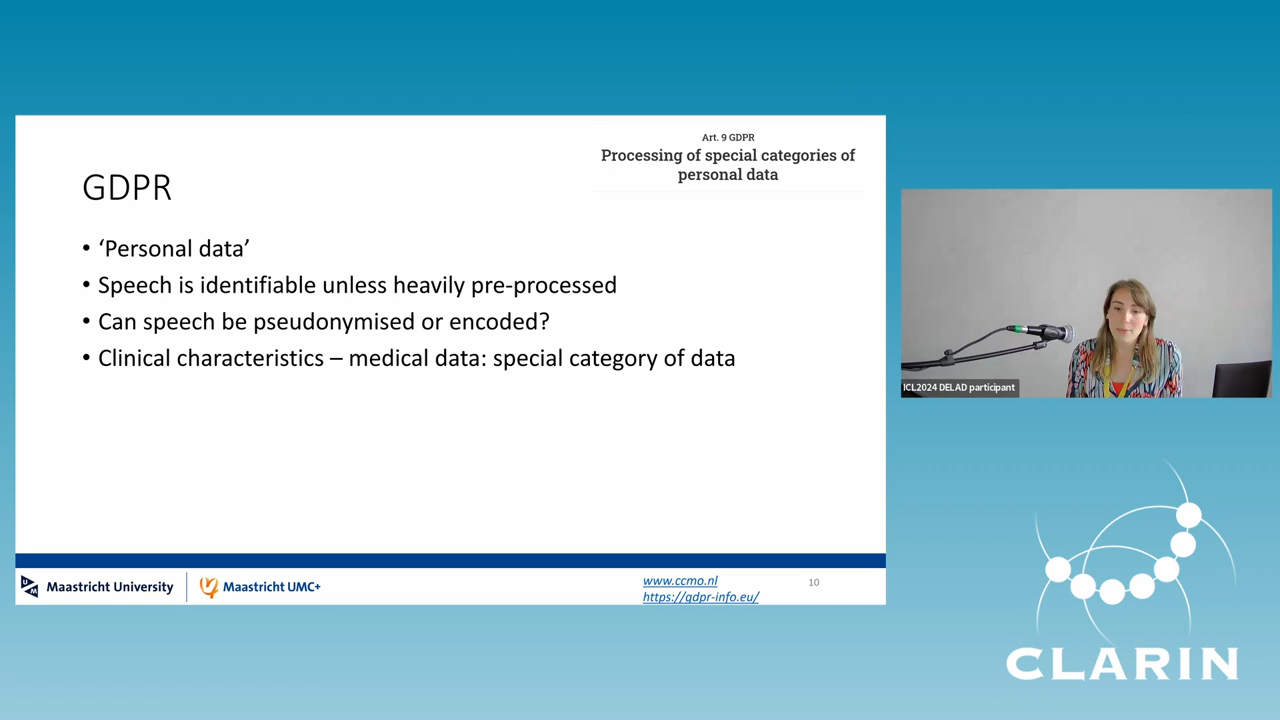 Art. 9 GDPR
Processing of special categories of
personal data
GDPR
• ‘Personal data’
• Speech is identifiable unless heavily pre-processed
• Can speech be pseudonymised or encoded?
• Clinical characteristics – medical data: special category of data
UM
Maastricht University
Maastricht UMC+
www.ccmo.nl
https://gdpr-info.eu/
10
ICL2024 DELAD participant
CLARIN